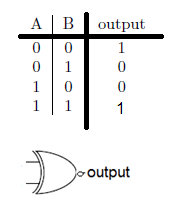 A B output
0 0 1
0 1 0
1 0 0
1 1 1
output